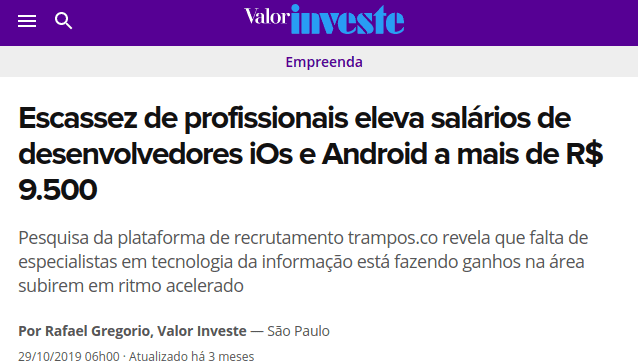 Valor investe
Empreenda
Escassez de profissionais eleva salários de
desenvolvedores iOs e Android a mais de R$
9.500
Pesquisa da plataforma de recrutamento trampos.co revela que falta de
especialistas em tecnologia da informação está fazendo ganhos na área
subirem em ritmo acelerado
Por Rafael Gregorio, Valor Investe — São Paulo
29/10/2019 06h00 · Atualizado há 3 meses